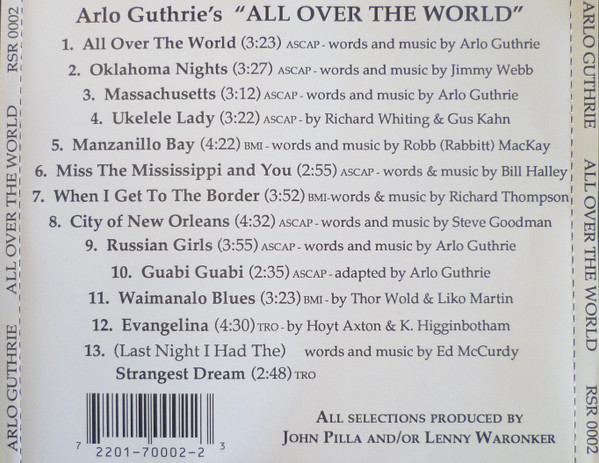 Arlo Guthrie's "ALL OVER THE WORLD"
1. All Over The World (3:23) ASCAP - words and music by Arlo Guthrie
2. Oklahoma Nights (3:27) ASCAP - words and music by Jimmy Webb
3. Massachusetts (3:12) ASCAP - words and music by Arlo Guthrie
4. Ukelele Lady (3:22) ASCAP - by Richard Whiting & Gus Kahn
5. Manzanillo Bay (4:22) BMI - words and music by Robb (Rabbitt) MacKay
6. Miss The Mississippi and You (2:55) ASCAP - words & music by Bill Halley
7. When I Get To The Border (3:52) BMI-words & music by Richard Thompson
8. City of New Orleans (4:32) ASCAP - words and music by Steve Goodman
9. Russian Girls (3:55) ASCAP - words and music by Arlo Guthrie
10. Guabi Guabi (2:35) ASCAP - adapted by Arlo Guthrie
11. Waimanalo Blues (3:23) BMI - by Thor Wold & Liko Martin
12. Evangelina (4:30) TRO - by Hoyt Axton & K. Higginbotham
13. (Last Night I Had The) words and music by Ed McCurdy
Strangest Dream (2:48) TRO
7 2201-70002-2 3
ALL SELECTIONS PRODUCED BY
JOHN PILLA AND/OR LENNY WARONKER
ARLO GUTHRIE ALL OVER THE WORLD RSR 0002
ARLO GUTHRIE ALL OVER THE WORLD RSR 0002